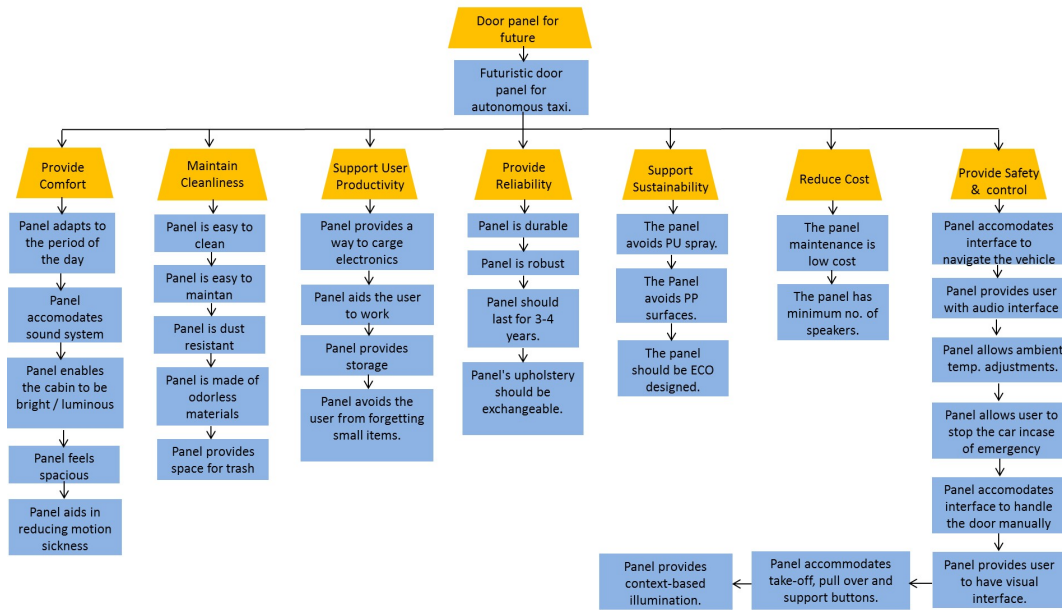 Door panel for
future
Futuristic door
panel for
autonomous taxi.
Provide
Comfort
Panel adapts to
the period of
the day
Panel
accomodates
sound system
Panel enables
the cabin to be
bright / luminous
Panel feels
spacious
Panel aids in
reducing motion
sickness
Maintain
Cleanliness
Panel is easy to
clean
Panel is easy to
maintan
Panel is dust
resistant
Panel is made of
odorless
materials
Panel provides
space for trash
Support User
Productivity
Panel provides a
way to carge
electronics
Panel aids the user
to work
Panel provides
storage
Panel avoids the
user from forgetting
small items.
Provide
Reliability
Panel is durable
Panel is robust
Panel should
last for 3-4
years.
Panel's upholstery
should be
exchangeable.
Support
Sustainability
The panel
avoids PU spray.
The Panel
avoids PP
surfaces.
The panel
should be ECO
designed.
Reduce Cost
The panel
maintenance is
low cost
The panel has
minimum no. of
speakers.
Provide Safety
& control
Panel accomodates
interface to
navigate the vehicle
Panel provides user
with audio interface
Panel allows ambient
temp. adjustments.
Panel allows user to
stop the car incase
of emergency
Panel accomodates
interface to handle
the door manually
Panel provides user
to have visual
interface.
Panel accommodates
take-off, pull over and
support buttons.
Panel provides
context-based
illumination.